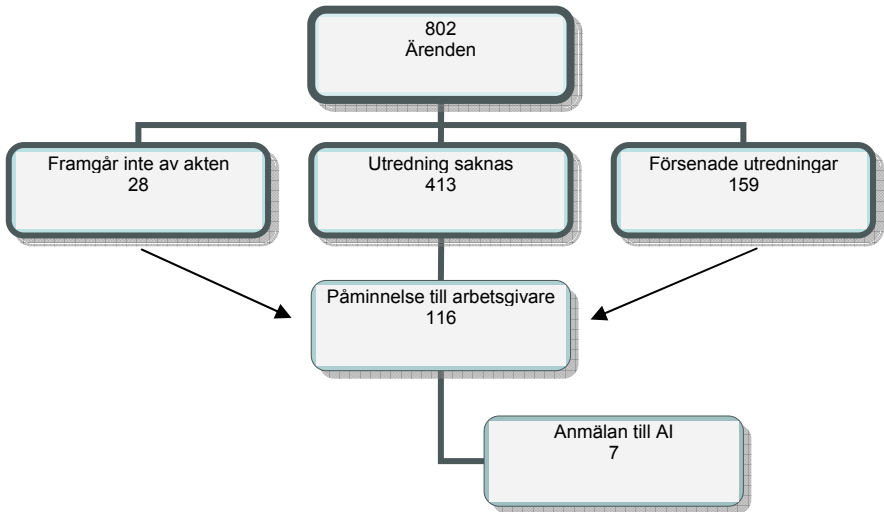 802
Ärenden
Framgår inte av akten
28
Utredning saknas
413
Försenade utredningar
159
Påminnelse till arbetsgivare
116
Anmälan till AI
7